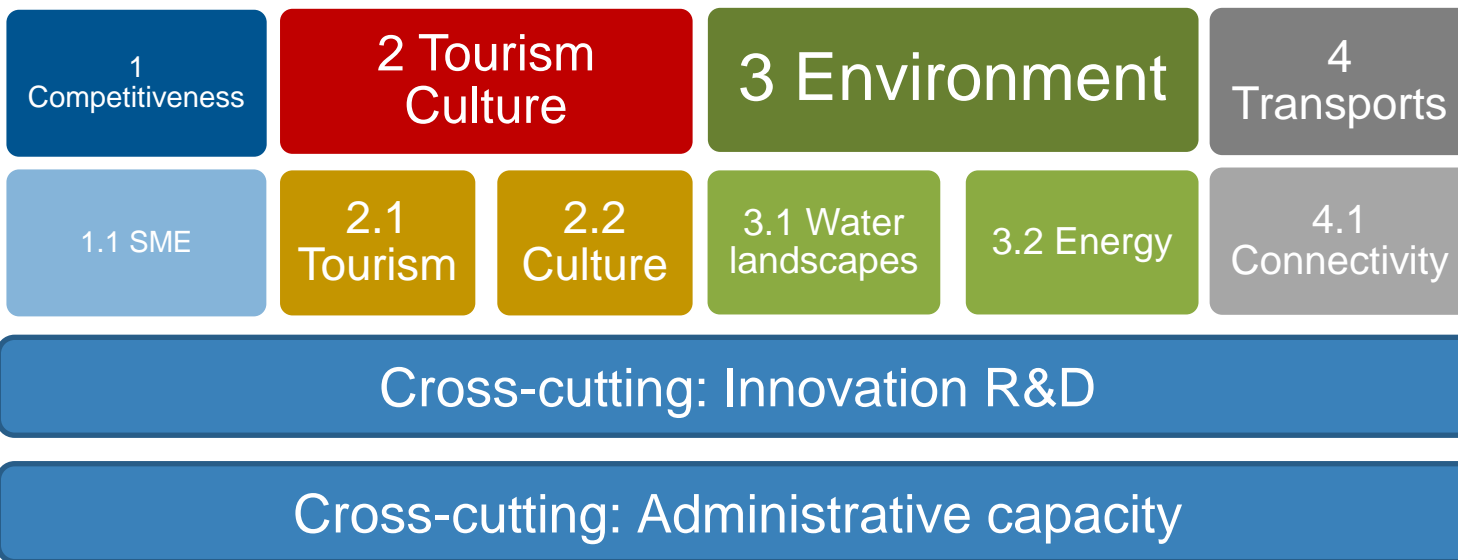 1
Competitiveness
2 Tourism
Culture
3 Environment
4
Transports
1.1 SME
2.1
Tourism
2.2
Culture
3.1 Water
landscapes
3.2 Energy
4.1
Connectivity
Cross-cutting: Innovation R&D
Cross-cutting: Administrative capacity